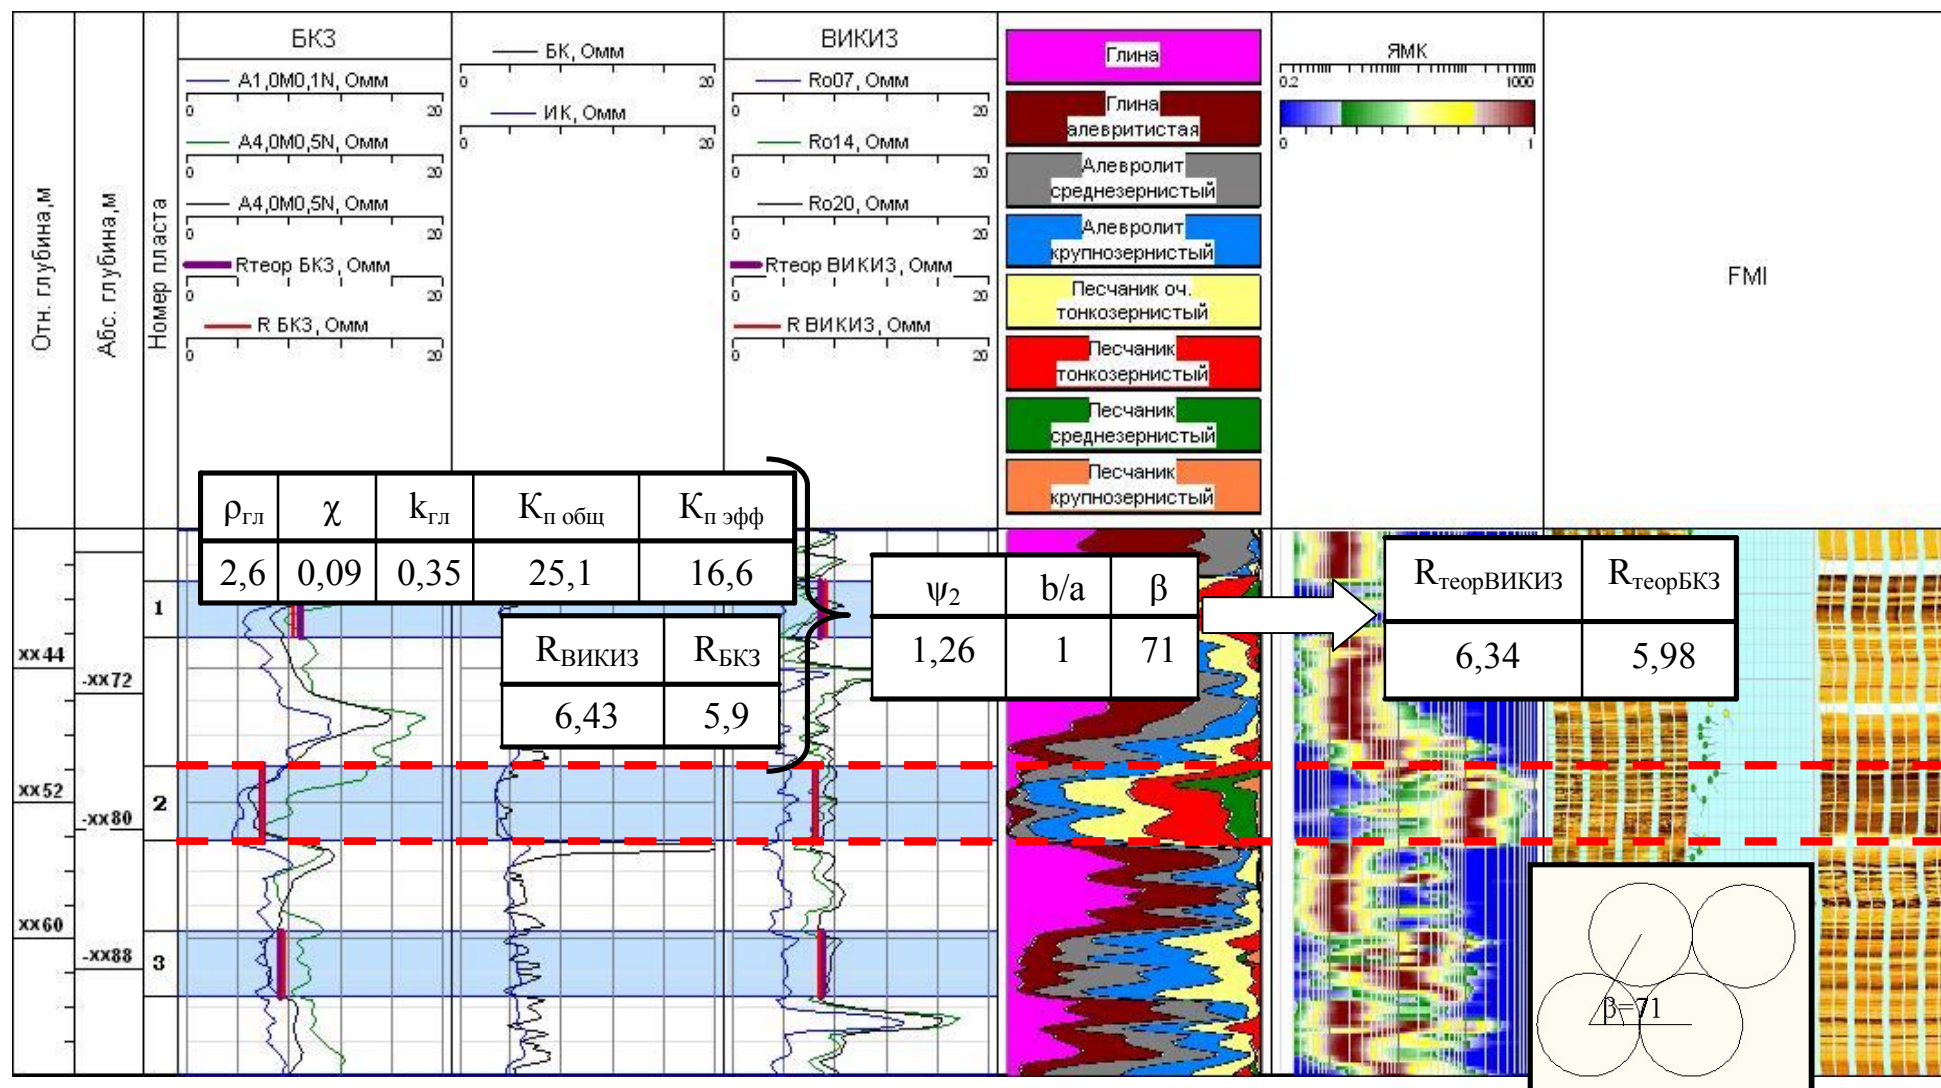 Отн. глубина,м
Абс. глубина,м
Номер пласта
БКЗ
A1,0M0,1N, Омм
0 20
A4,0M0,5N, Омм
0 20
A4,0M0,5N, Омм
0 20
Rтеор БКЗ, Омм
0 20
R БКЗ, Омм
0 20
БК, Омм
0 20
ИК, Омм
0 20
ВИКИЗ
Ro07, Омм
0 20
Ro14, Омм
0 20
Ro20, Омм
0 20
Rтеор ВИКИЗ, Омм
0 20
R ВИКИЗ, Омм
0 20
Глина
Глина
алевритистая
Алевролит
среднезернистый
Алевролит
крупнозернистый
Песчаник оч.
тонкозернистый
Песчаник
тонкозернистый
Песчаник
среднезернистый
Песчаник
крупнозернистый
ЯМК
0.2 1000
0 1
FMI
ρгл χ kгл Кп общ Кп эфф
2,6 0,09 0,35 25,1 16,6
RВИКИЗ RБКЗ
6,43 5,9
ψ2 b/a β
1,26 1 71
RтеорВИКИЗ RтеорБКЗ
6,34 5,98
1
xx44
-xx72
xx52
2
-xx80
xx60
-xx88
3
β=71